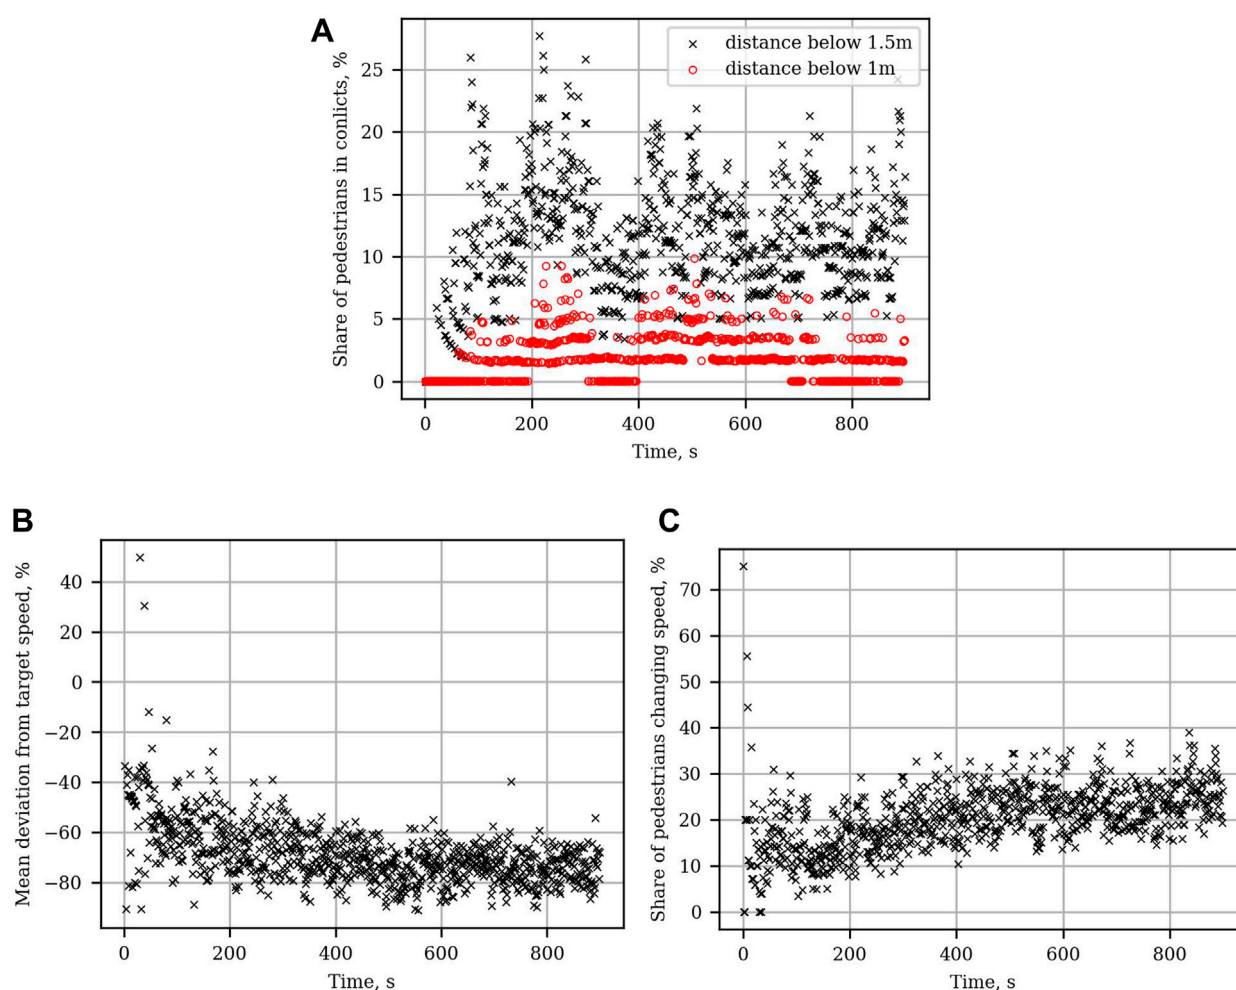 A
Share of pedestrians in conlicts, %
distance below 1.5m
distance below 1m
25
20
15
10
5
0
0 200 400 600 800
Time, s
B
Mean deviation from target speed, %
40
20
0
−20
−40
−60
−80
0 200 400 600 800
Time, s
C
Share of pedestrians changing speed, %
70
60
50
40
30
20
10
0
0 200 400 600 800
Time, s